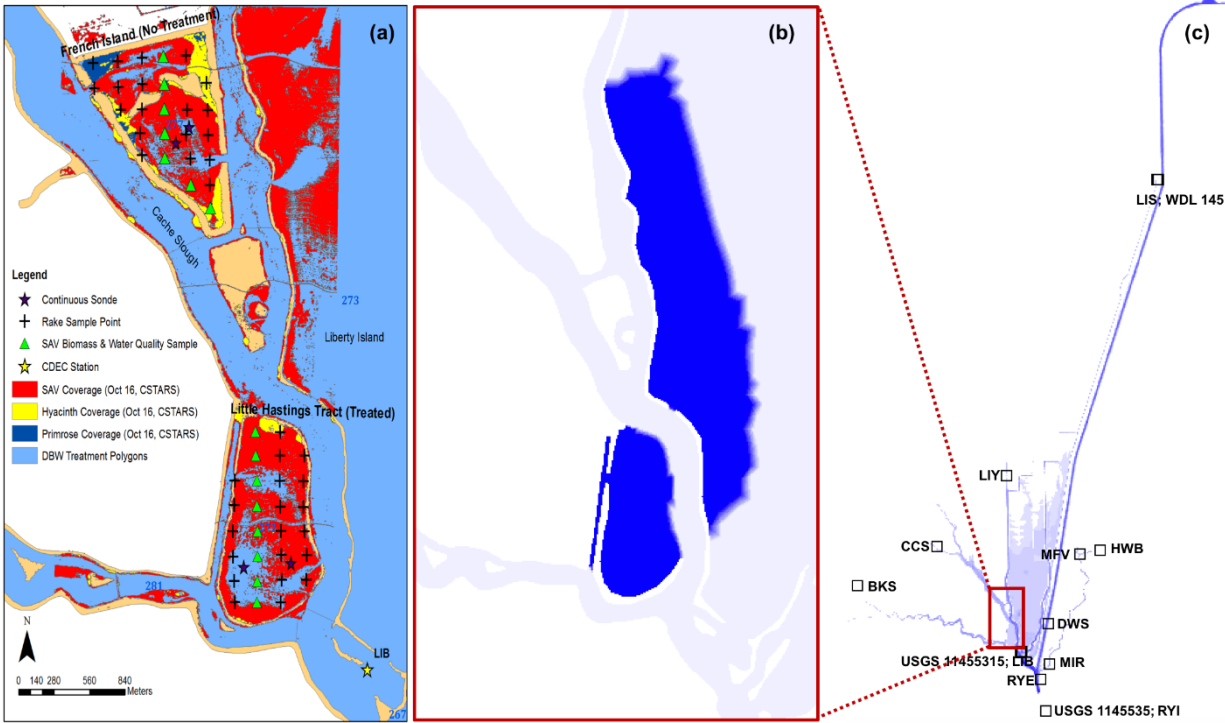 (a)
French Island (No Treatment)
Cache Slough
Legend
Continuous Sonde
Rake Sample Point
SAV Biomass & Water Quality Sample
CDEC Station
SAV Coverage (Oct 16, CSTARS)
Hyacinth Coverage (Oct 16, CSTARS)
Primrose Coverage (Oct 16, CSTARS)
DBW Treatment Polygons
273
Liberty Island
Little Hastings Tract (Treated)
281
N
0 140 280 560 840
Meters
LIB
267
(b)
(c)
LIS; WDL 145
LIY
CCS
MFV
HWB
BKS
DWS
USGS 11455315; LIB
MIR
RYE
USGS 1145535; RYI